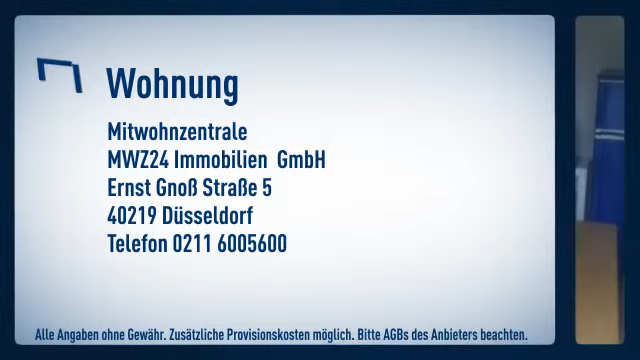 Wohnung
Mitwohnzentrale
MWZ24 Immobilien GmbH
Ernst Gnoß Straße 5
40219 Düsseldorf
Telefon 0211 6005600
Alle Angaben ohne Gewähr. Zusätzliche Provisionskosten möglich. Bitte AGBs des Anbieters beachten.